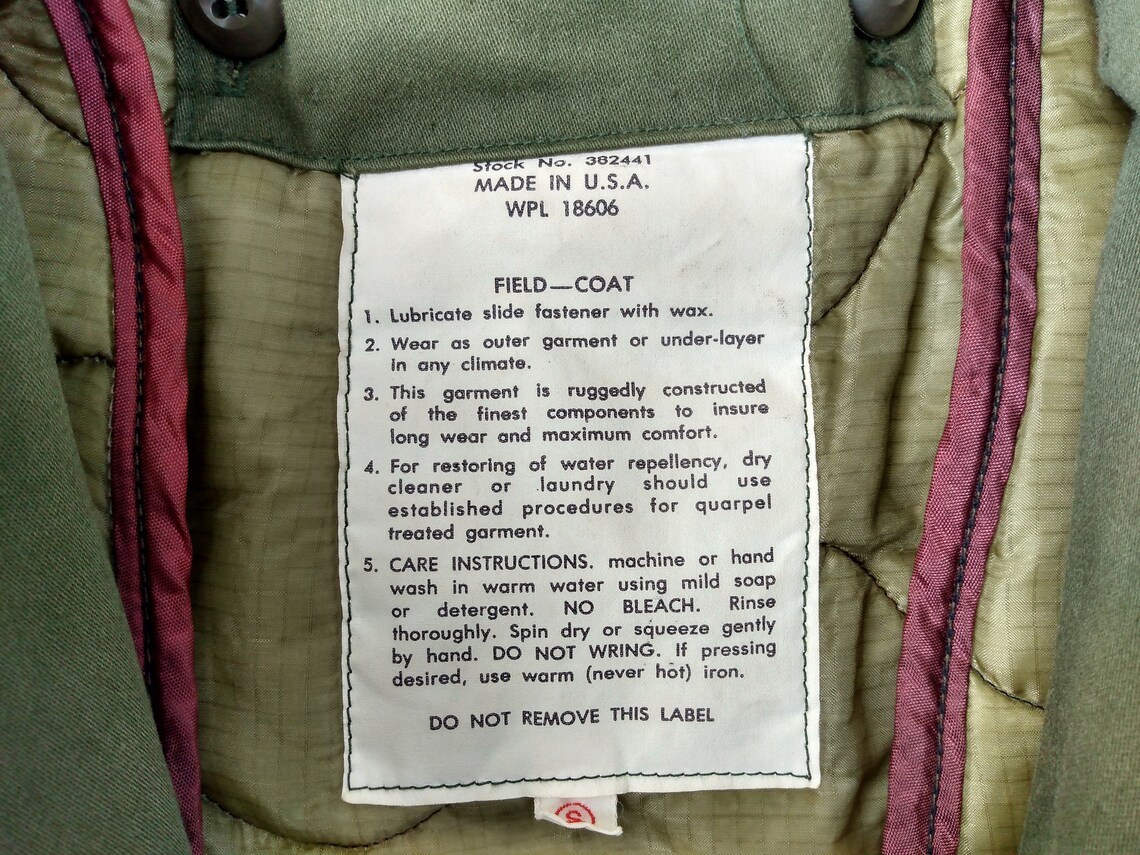 Stock No. 382441
MADE IN U.S.A.
WPL 18606
FIELD—COAT
1. Lubricate slide fastener with wax.
2. Wear as outer garment or under-layer
in any climate.
3. This garment is ruggedly constructed
of the finest components to insure
long wear and maximum comfort.
4. For restoring of water repellency, dry
cleaner or laundry should use
established procedures for quarpel
treated garment.
5. CARE INSTRUCTIONS. machine or hand
wash in warm water using mild soap
or detergent. NO BLEACH. Rinse
thoroughly. Spin dry or squeeze gently
by hand. DO NOT WRING. If pressing
desired, use warm (never hot) iron.
DO NOT REMOVE THIS LABEL
S